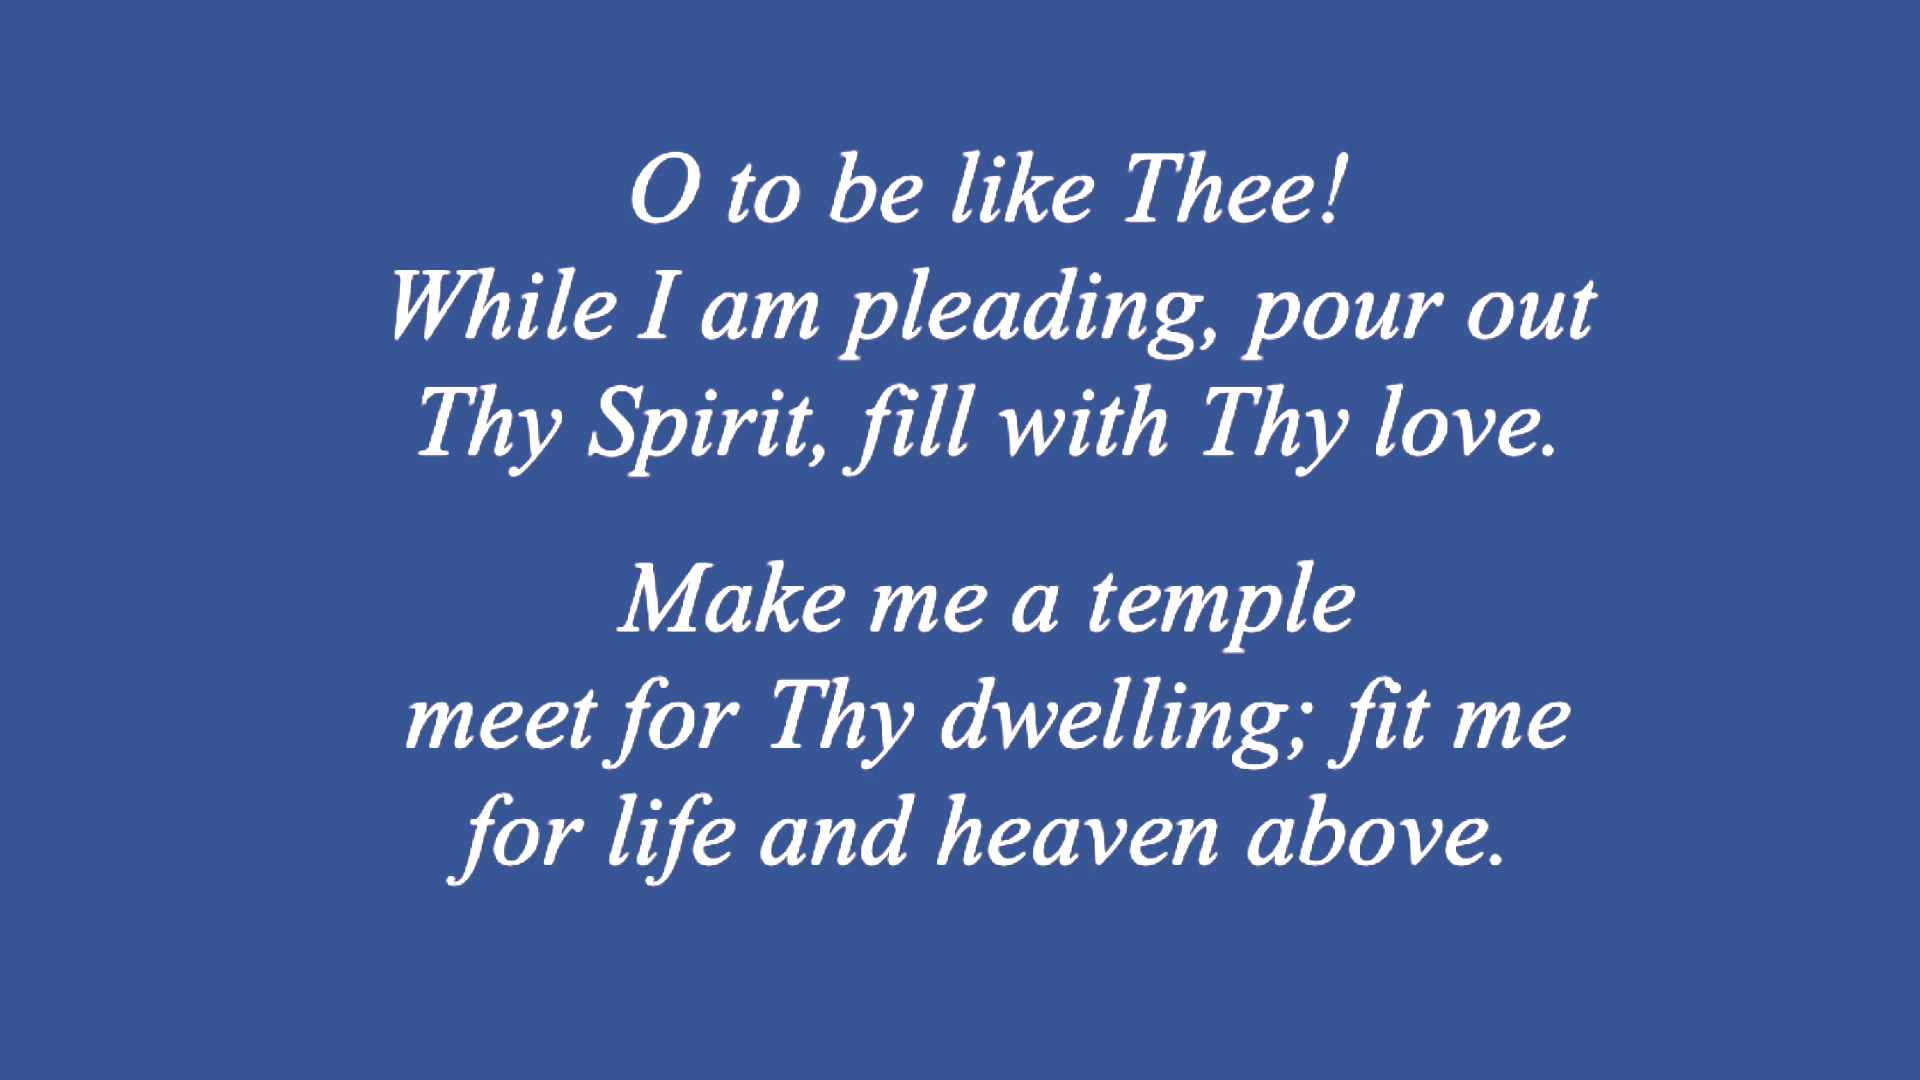 O to be like Thee!
While I am pleading, pour out
Thy Spirit, fill with Thy love.
Make me a temple
meet for Thy dwelling; fit me
for life and heaven above.